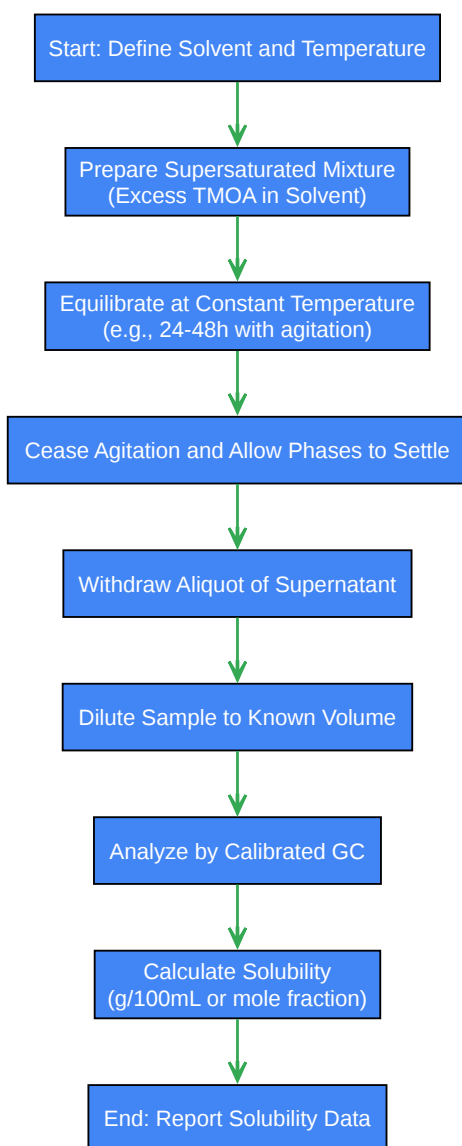 Start: Define Solvent and Temperature
Prepare Supersaturated Mixture
(Excess TMOA in Solvent)
Equilibrate at Constant Temperature
(e.g., 24-48h with agitation)
Cease Agitation and Allow Phases to Settle
Withdraw Aliquot of Supernatant
Dilute Sample to Known Volume
Analyze by Calibrated GC
Calculate Solubility
(g/100mL or mole fraction)
End: Report Solubility Data